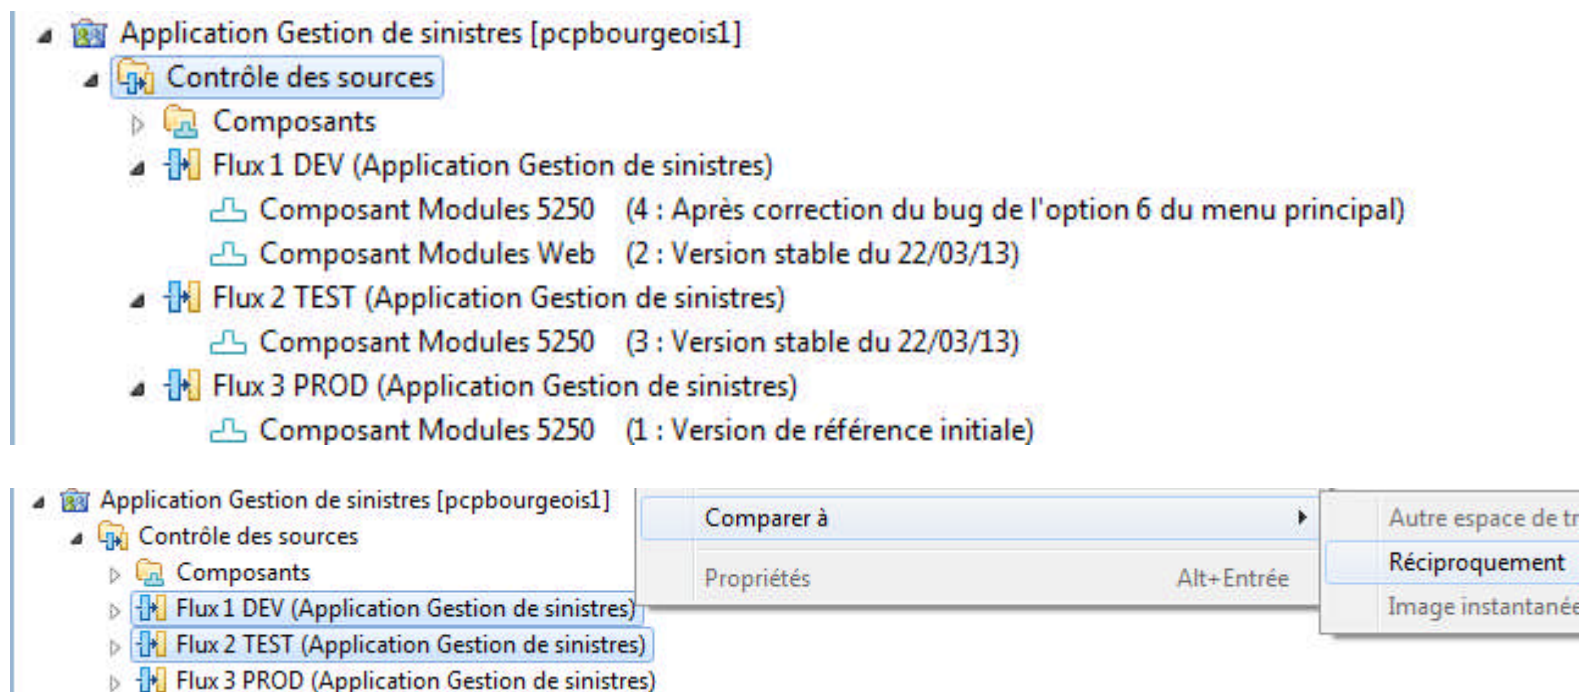 Application Gestion de sinistres [pcpbourgeois1]
Contrôle des sources
Composants
Flux 1 DEV (Application Gestion de sinistres)
Composant Modules 5250 (4 : Après correction du bug de l'option 6 du menu principal)
Composant Modules Web (2 : Version stable du 22/03/13)
Flux 2 TEST (Application Gestion de sinistres)
Composant Modules 5250 (3 : Version stable du 22/03/13)
Flux 3 PROD (Application Gestion de sinistres)
Composant Modules 5250 (1 : Version de référence initiale)
Application Gestion de sinistres [pcpbourgeois1]
Contrôle des sources
Composants
Flux 1 DEV (Application Gestion de sinistres)
Flux 2 TEST (Application Gestion de sinistres)
Flux 3 PROD (Application Gestion de sinistres)
Comparer à
Propriétés Alt+Entrée
Autre espace de tr
Réciproquement
Image instantanée